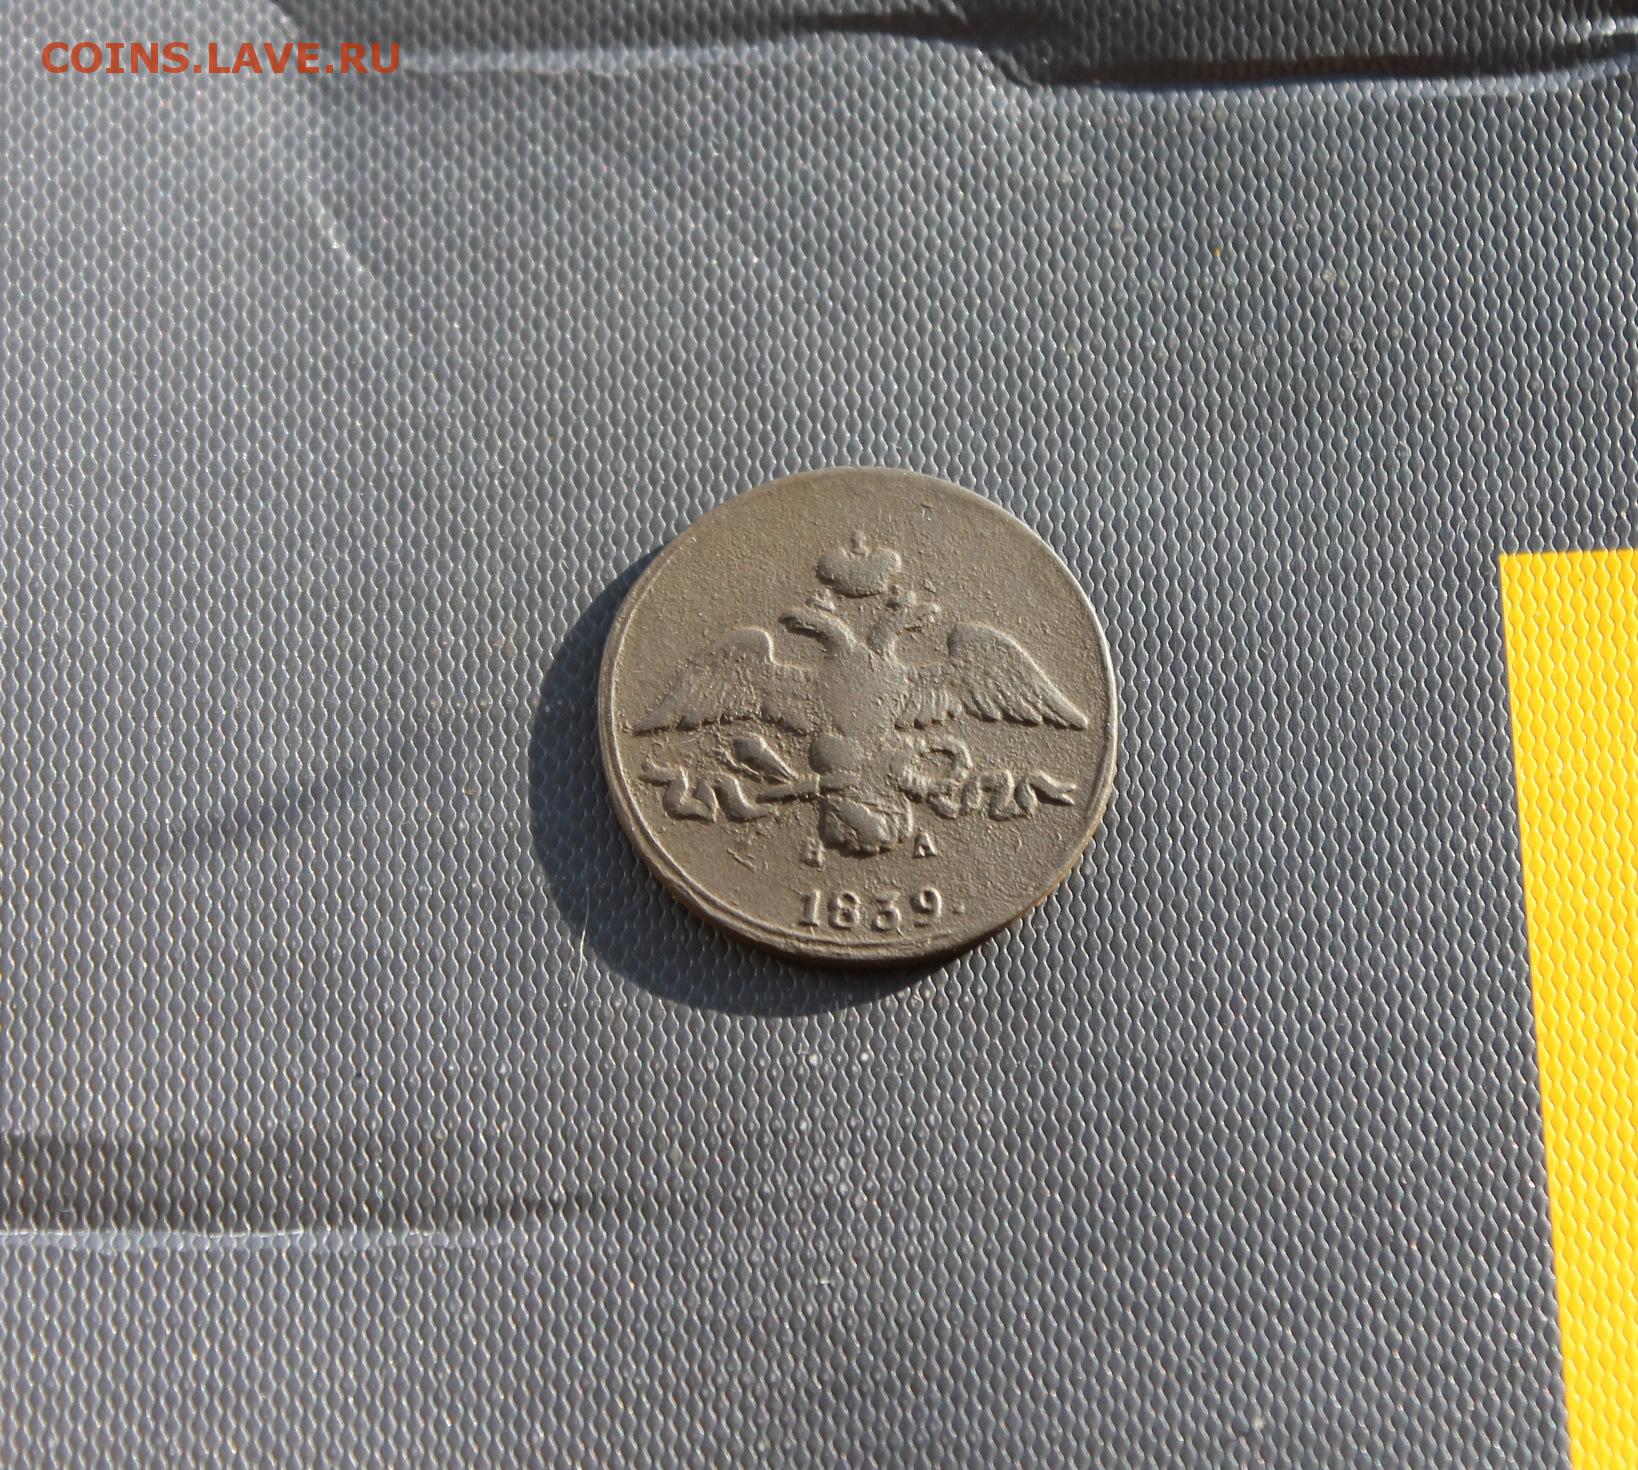 COINS.LAVE.RU
Н А
1839.